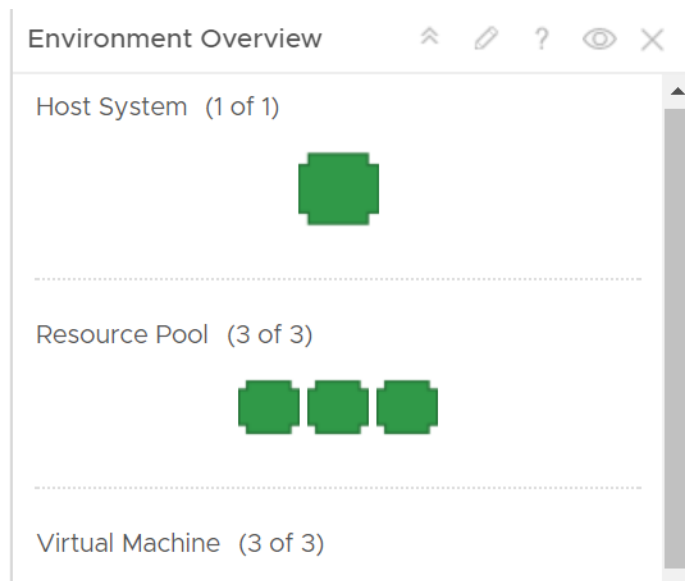 Environment Overview ?
Host System (1 of 1)
Resource Pool (3 of 3)
Virtual Machine (3 of 3)